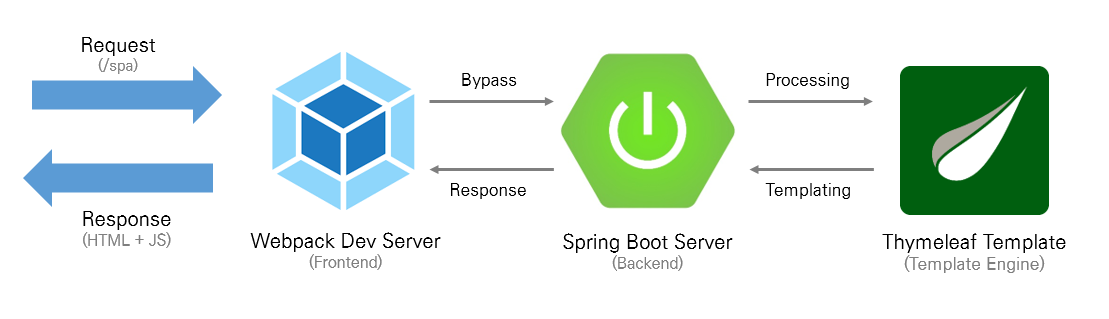 Request
(/spa)
Response
(HTML + JS)
Webpack Dev Server
(Frontend)
Bypass
Response
Spring Boot Server
(Backend)
Processing
Templating
Thymeleaf Template
(Template Engine)